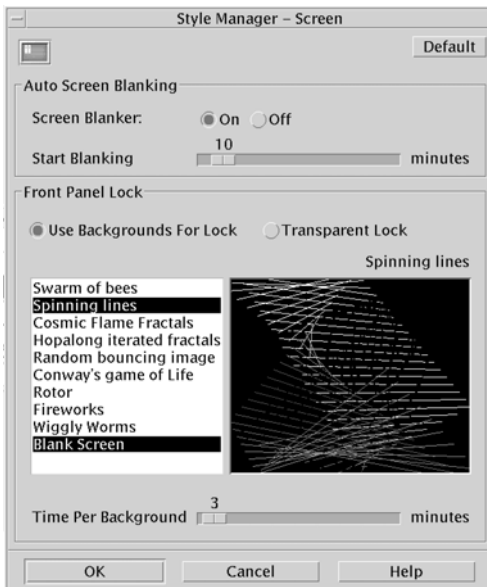 Style Manager – Screen
Default
Auto Screen Blanking
Screen Blanker: On Off
10
Start Blanking minutes
Front Panel Lock
Use Backgrounds For Lock Transparent Lock
Spinning lines
Swarm of bees
Spinning lines
Cosmic Flame Fractals
Hopalong iterated fractals
Random bouncing image
Conway's game of Life
Rotor
Fireworks
Wiggly Worms
Blank Screen
3
Time Per Background minutes
OK Cancel Help